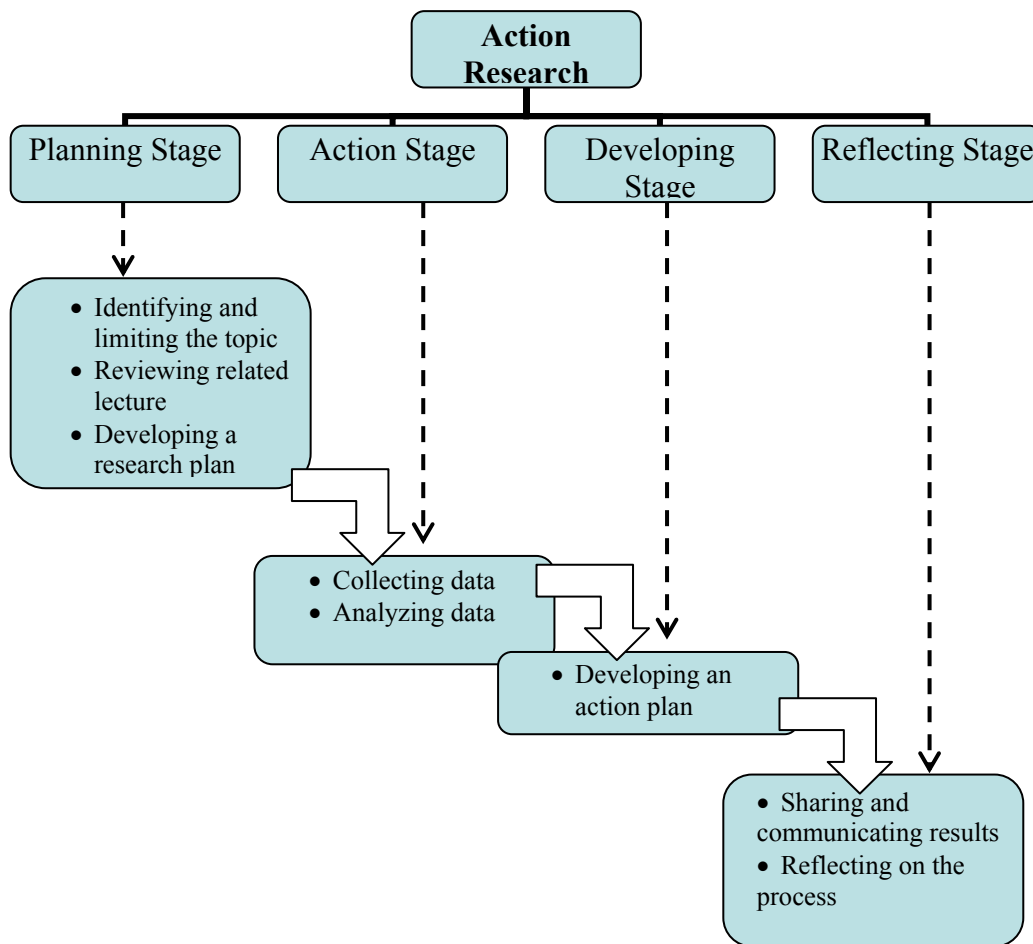 Action
Research
Planning Stage
Action Stage
Developing
Stage
Reflecting Stage
• Identifying and
limiting the topic
• Reviewing related
lecture
• Developing a
research plan
• Collecting data
• Analyzing data
• Developing an
action plan
• Sharing and
communicating results
• Reflecting on the
process